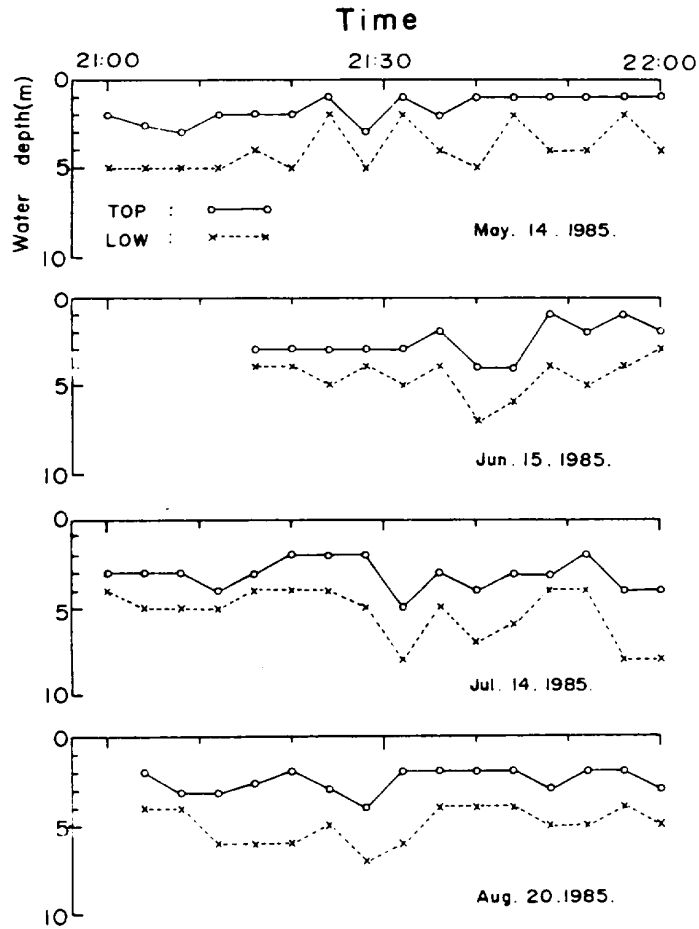 Time
21:00 21:30 22:00
Water depth(m)
0
5
10
TOP :
LOW :
May. 14 . 1985.
0
5
10
Jun. 15 . 1985.
0
5
10
Jul. 14 . 1985.
0
5
10
Aug. 20.1985.